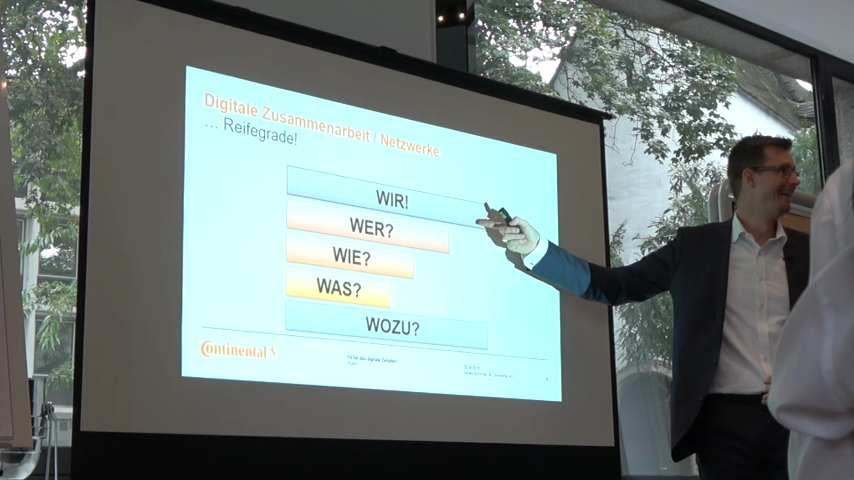 Digitale Zusammenarbeit / Netzwerke
... Reifegrade!
WIR!
WER?
WIE?
WAS?
WOZU?
Continental